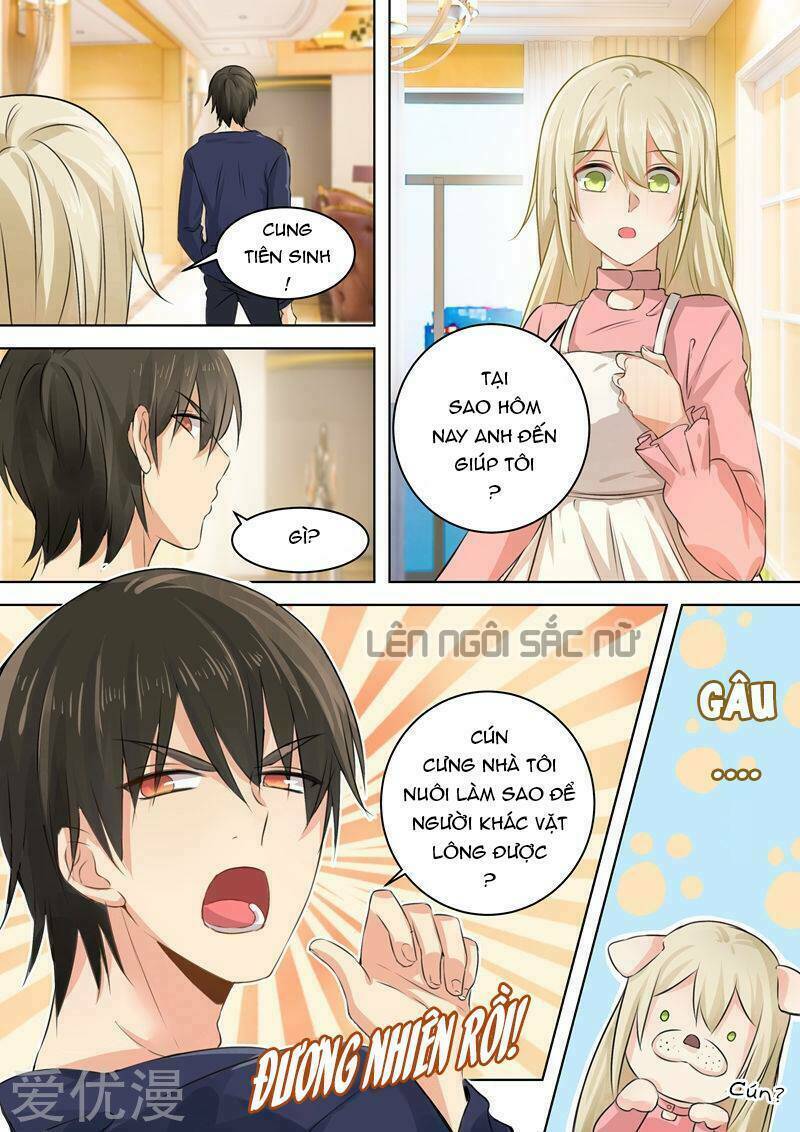 CUNG
TIÊN SINH
!
TẠI
SAO HÔM
NAY ANH ĐẾN
GIÚP TÔI
?
GÌ?
LÊN NGÔI SẮC NỮ
CÚN
CƯNG NHÀ TÔI
NUÔI LÀM SAO ĐỂ
NGƯỜI KHÁC VẶT
LÔNG ĐƯỢC
?
ĐƯƠNG NHIÊN RỒI!
GÂU
....
Cún?
爱优漫